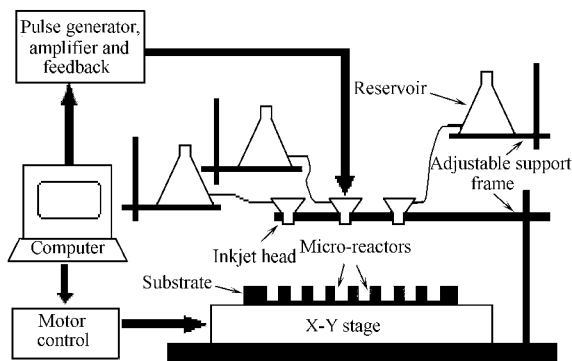 Pulse generator,
amplifier and
feedback
Reservoir
Adjustable support
frame
Computer
Inkjet head
Micro-reactors
Substrate
Motor
control
X-Y stage